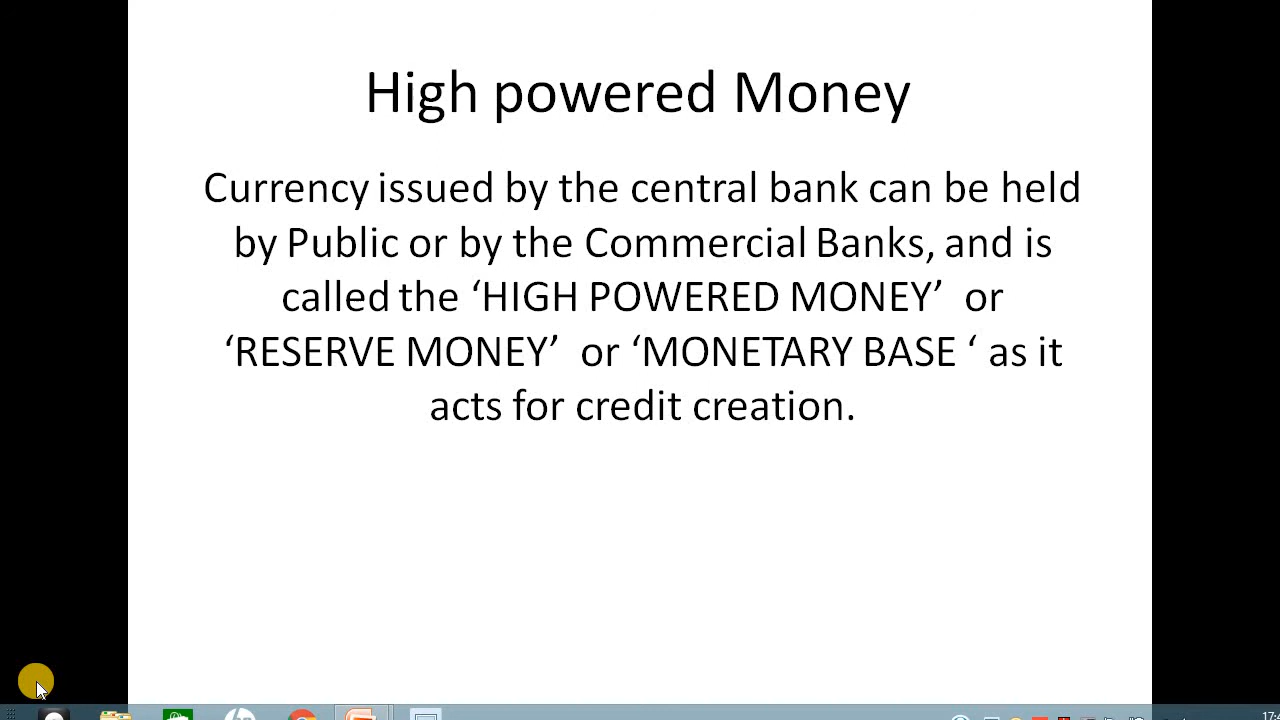 High powered Money
Currency issued by the central bank can be held
by Public or by the Commercial Banks, and is
called the ‘HIGH POWERED MONEY’ or
‘RESERVE MONEY’ or ‘MONETARY BASE ‘ as it
acts for credit creation.